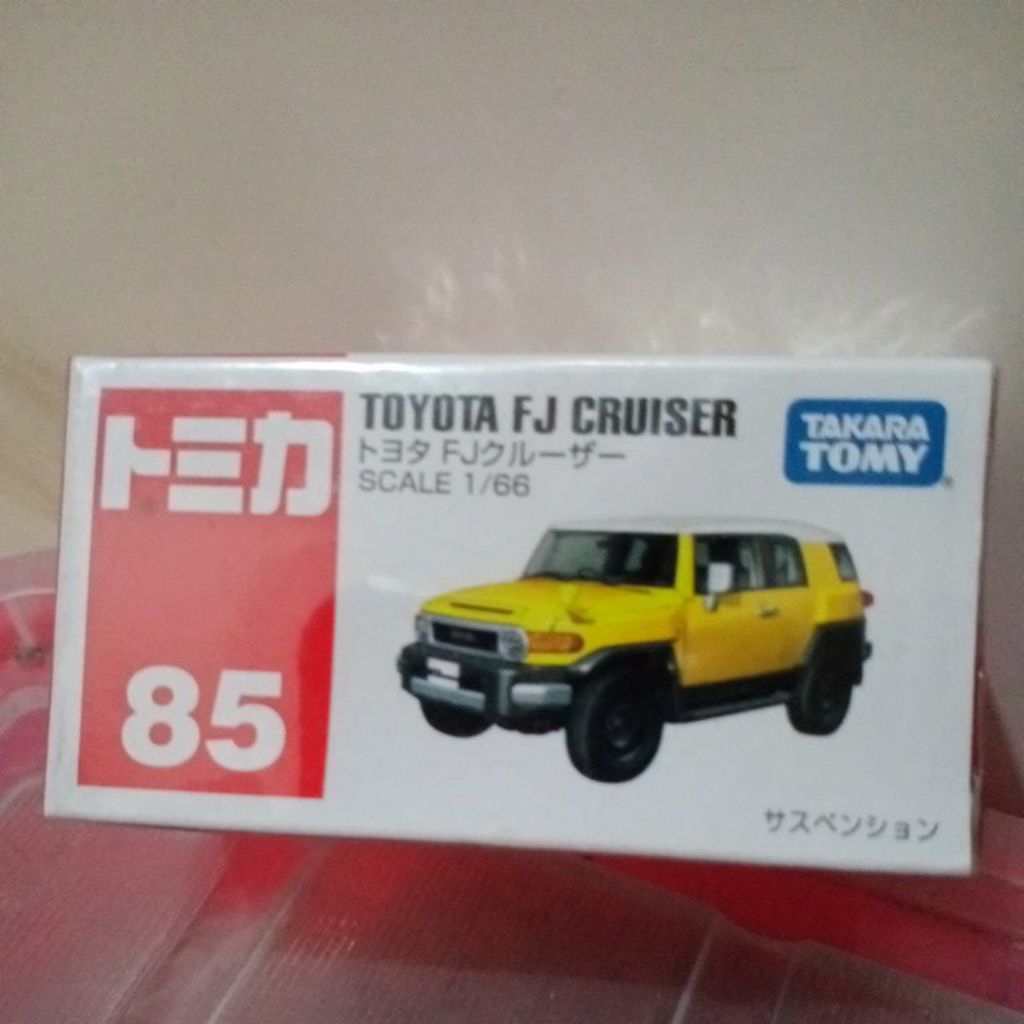 トミカ
85
TOYOTA FJ CRUISER
トヨタ FJクルーザー
SCALE 1/66
TAKARA
TOMY
サスペンション